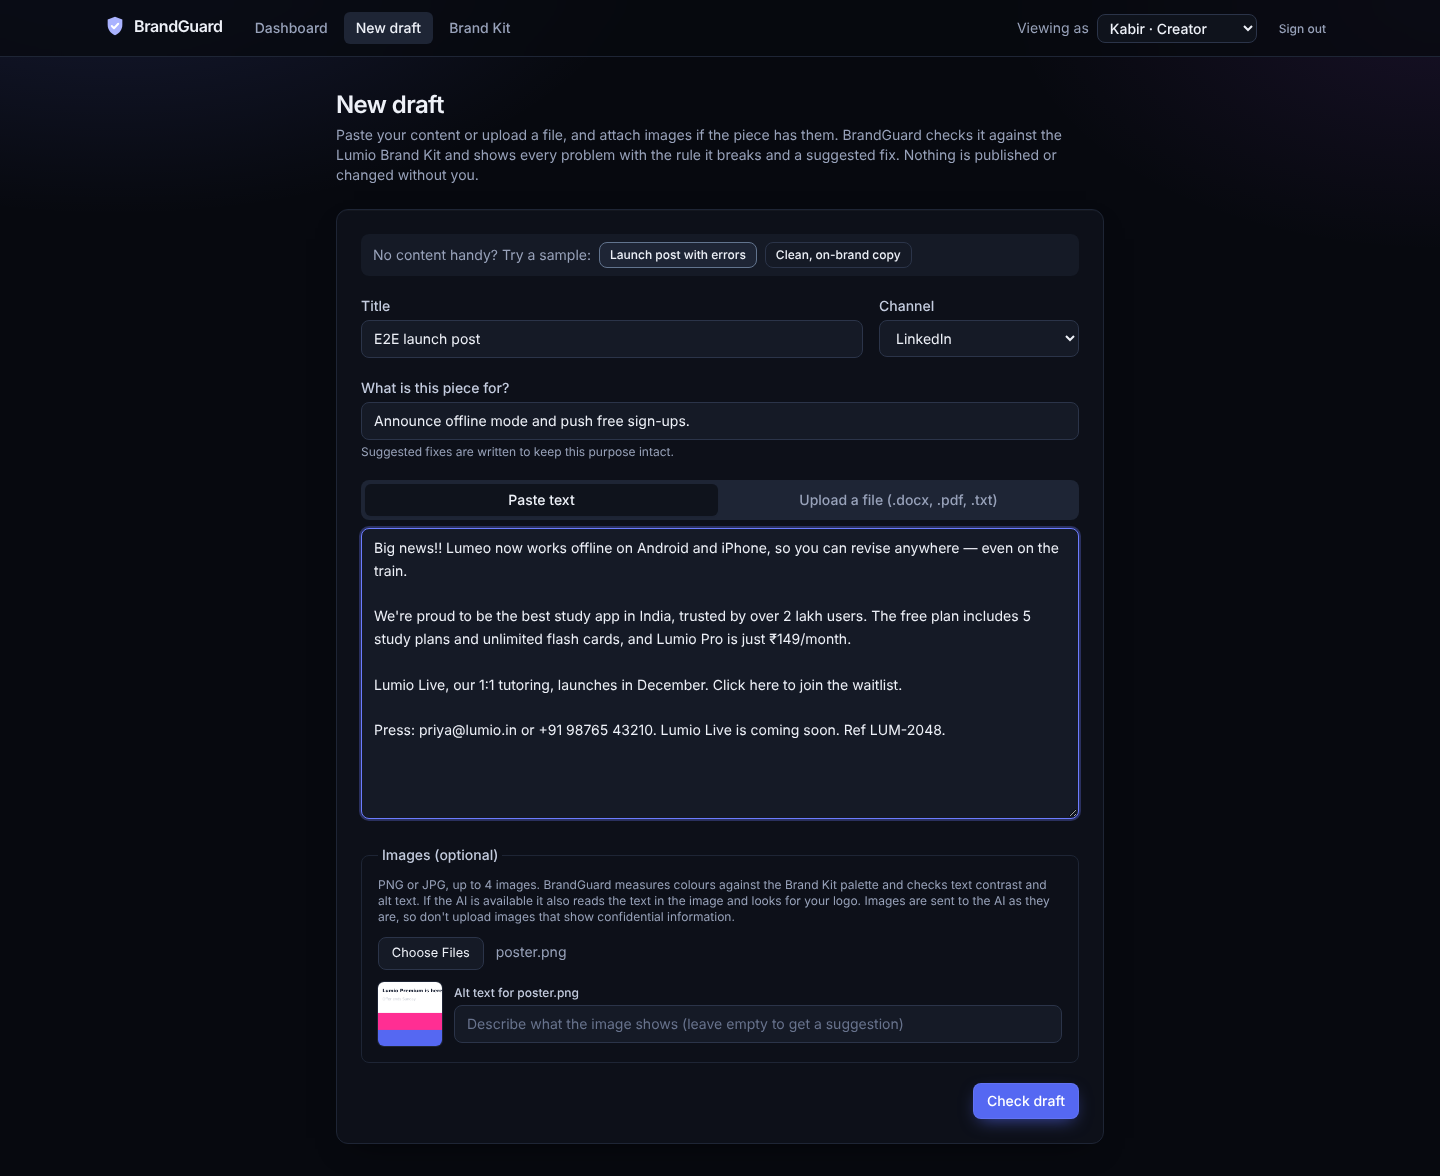 BrandGuard
Dashboard
New draft
Brand Kit
Viewing as
Kabir · Creator
Sign out
New draft
Paste your content or upload a file, and attach images if the piece has them. BrandGuard checks it against the
Lumio Brand Kit and shows every problem with the rule it breaks and a suggested fix. Nothing is published or
changed without you.
No content handy? Try a sample:
Launch post with errors
Clean, on-brand copy
Title
Channel
E2E launch post
LinkedIn
What is this piece for?
Announce offline mode and push free sign-ups.
Suggested fixes are written to keep this purpose intact.
Paste text
Upload a file (.docx, .pdf, .txt)
Big news!! Lumeo now works offline on Android and iPhone, so you can revise anywhere — even on the
train.
We're proud to be the best study app in India, trusted by over 2 lakh users. The free plan includes 5
study plans and unlimited flash cards, and Lumio Pro is just ₹149/month.
Lumio Live, our 1:1 tutoring, launches in December. Click here to join the waitlist.
Press: priya@lumio.in or +91 98765 43210. Lumio Live is coming soon. Ref LUM-2048.
Images (optional)
PNG or JPG, up to 4 images. BrandGuard measures colours against the Brand Kit palette and checks text contrast and
alt text. If the AI is available it also reads the text in the image and looks for your logo. Images are sent to the AI as they
are, so don't upload images that show confidential information.
Choose Files
poster.png
Lumio Premium is
Alt text for poster.png
Describe what the image shows (leave empty to get a suggestion)
Check draft